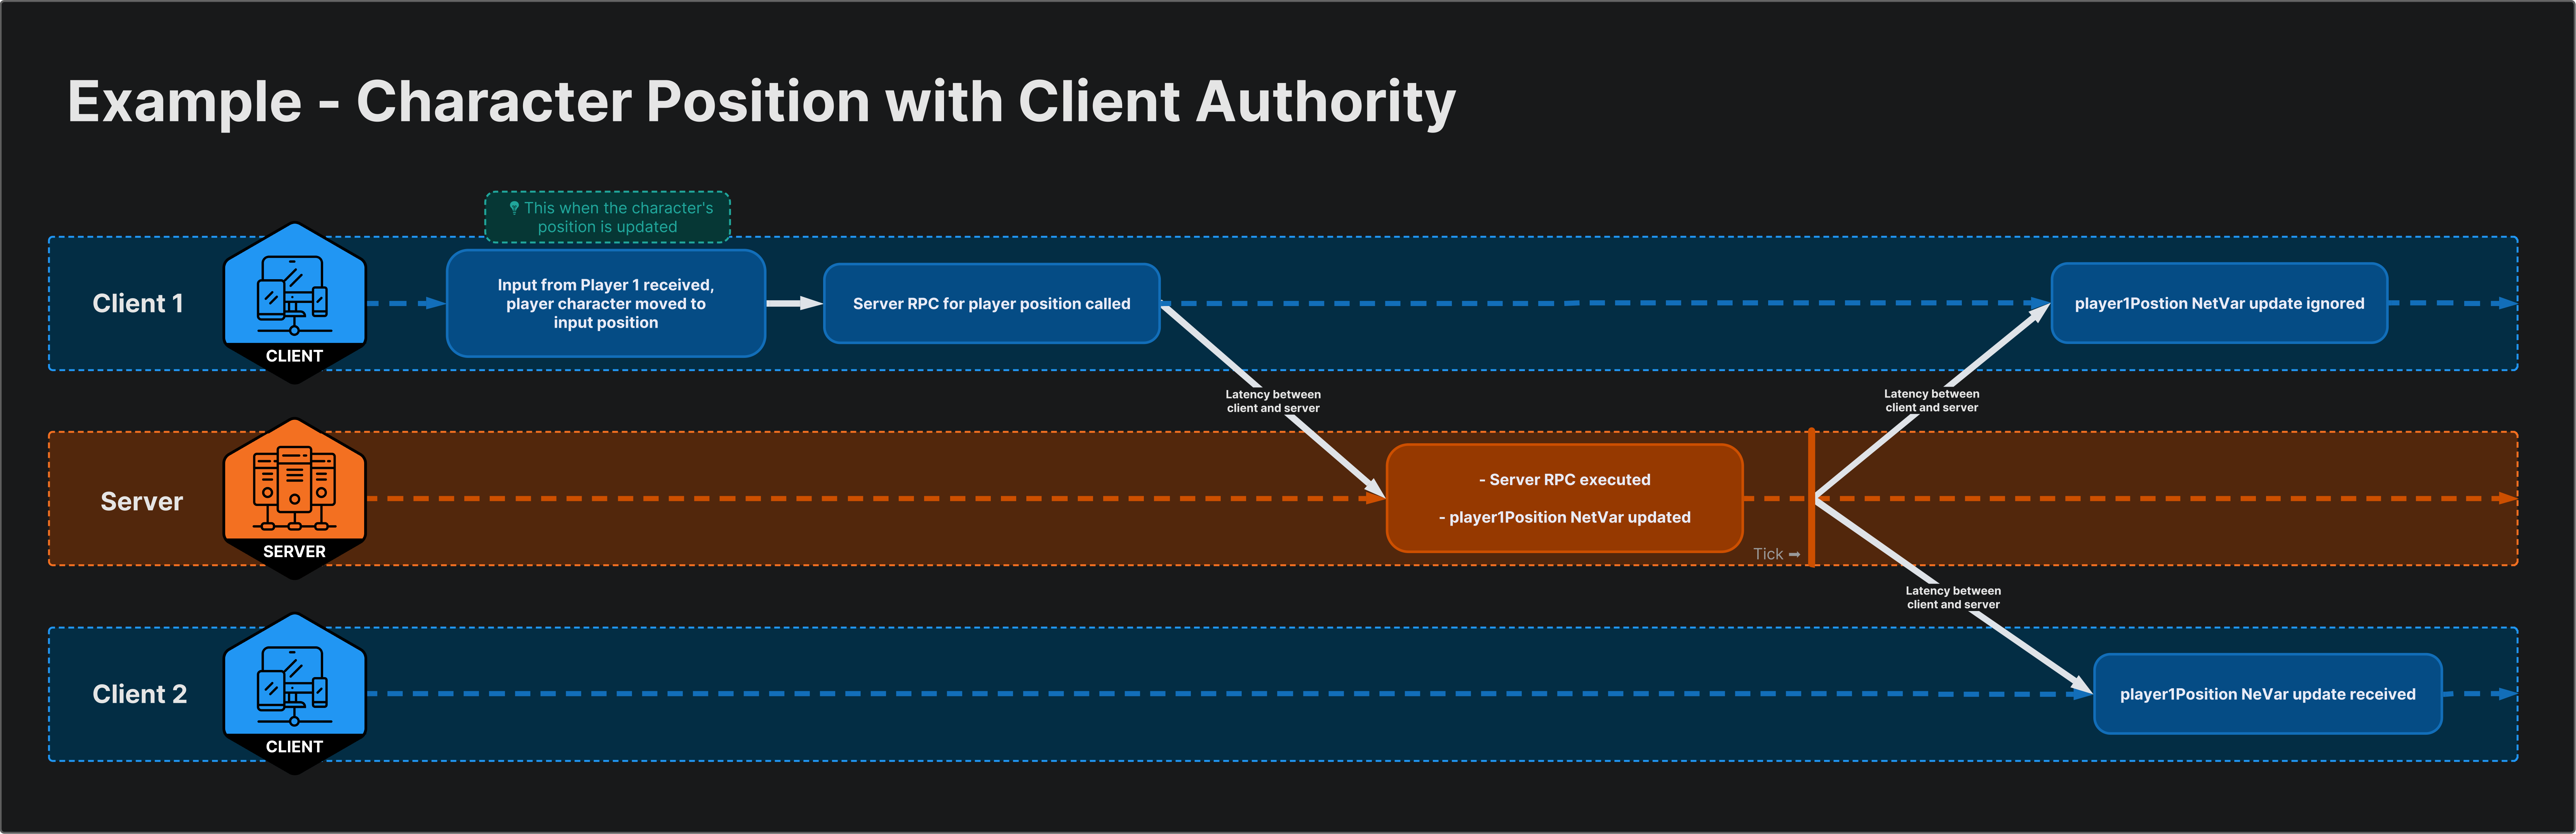 Example - Character Position with Client Authority
This when the character's
position is updated
Client 1
CLIENT
Input from Player 1 received,
player character moved to
input position
Server RPC for player position called
player1Postion NetVar update ignored
Latency between
client and server
Latency between
client and server
Server
SERVER
- Server RPC executed
- player1Position NetVar updated
Tick ➡
Latency between
client and server
Client 2
CLIENT
player1Position NeVar update received